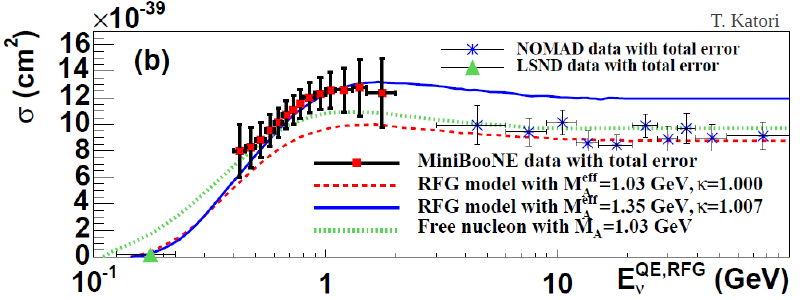 ×10⁻³⁹
T. Katori
σ (cm²)
16
14
12
10
8
6
4
2
0
(b)
NOMAD data with total error
LSND data with total error
MiniBooNE data with total error
RFG model with M_A^eff=1.03 GeV, κ=1.000
RFG model with M_A^eff=1.35 GeV, κ=1.007
Free nucleon with M_A=1.03 GeV
10⁻¹ 1 10
E_ν^QE,RFG (GeV)